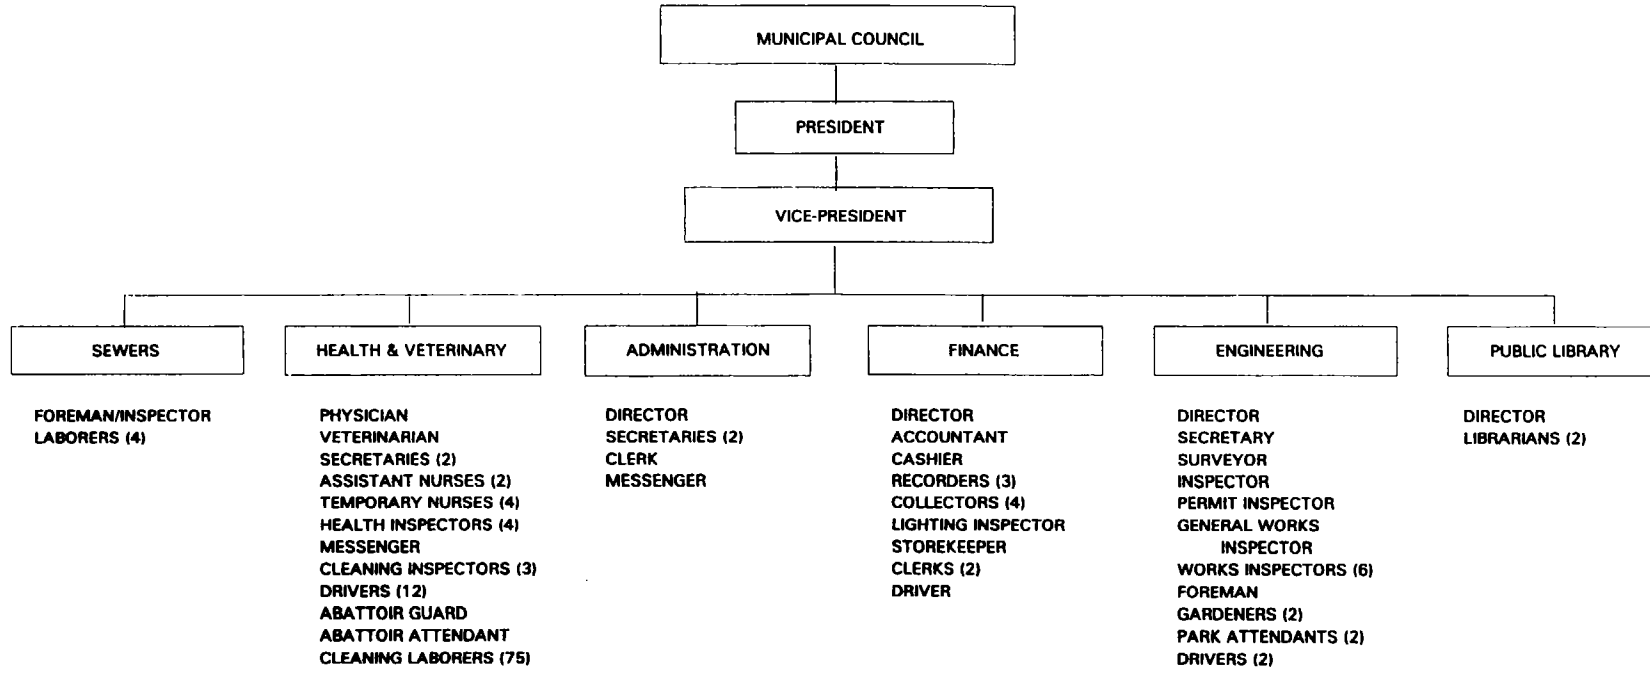 MUNICIPAL COUNCIL
PRESIDENT
VICE-PRESIDENT
SEWERS
FOREMAN/INSPECTOR
LABORERS (4)
HEALTH & VETERINARY
PHYSICIAN
VETERINARIAN
SECRETARIES (2)
ASSISTANT NURSES (2)
TEMPORARY NURSES (4)
HEALTH INSPECTORS (4)
MESSENGER
CLEANING INSPECTORS (3)
DRIVERS (12)
ABATTOIR GUARD
ABATTOIR ATTENDANT
CLEANING LABORERS (75)
ADMINISTRATION
DIRECTOR
SECRETARIES (2)
CLERK
MESSENGER
FINANCE
DIRECTOR
ACCOUNTANT
CASHIER
RECORDERS (3)
COLLECTORS (4)
LIGHTING INSPECTOR
STOREKEEPER
CLERKS (2)
DRIVER
ENGINEERING
DIRECTOR
SECRETARY
SURVEYOR
INSPECTOR
PERMIT INSPECTOR
GENERAL WORKS
INSPECTOR
WORKS INSPECTORS (6)
FOREMAN
GARDENERS (2)
PARK ATTENDANTS (2)
DRIVERS (2)
PUBLIC LIBRARY
DIRECTOR
LIBRARIANS (2)